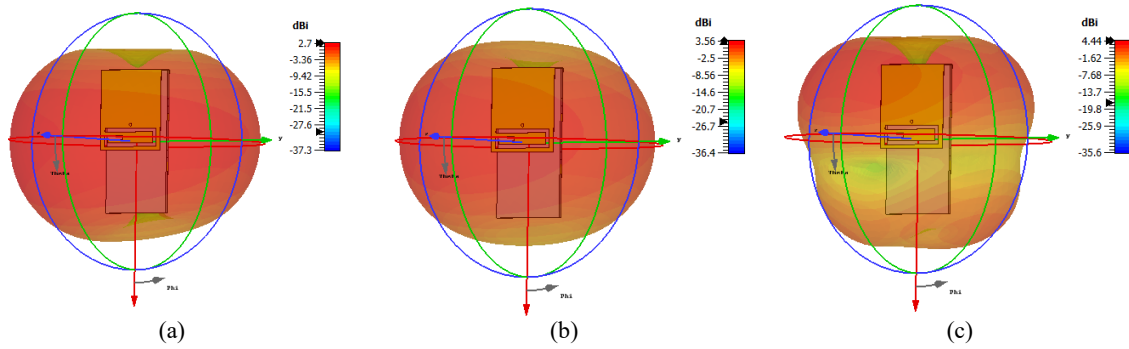 dBi
2.7
-3.36
-9.42
-15.5
-21.5
-27.6
-37.3
y
Theta
Phi
(a)
dBi
3.56
-2.5
-8.56
-14.6
-20.7
-26.7
-36.4
y
Theta
Phi
(b)
dBi
4.44
-1.62
-7.68
-13.7
-19.8
-25.9
-35.6
y
Theta
Phi
(c)